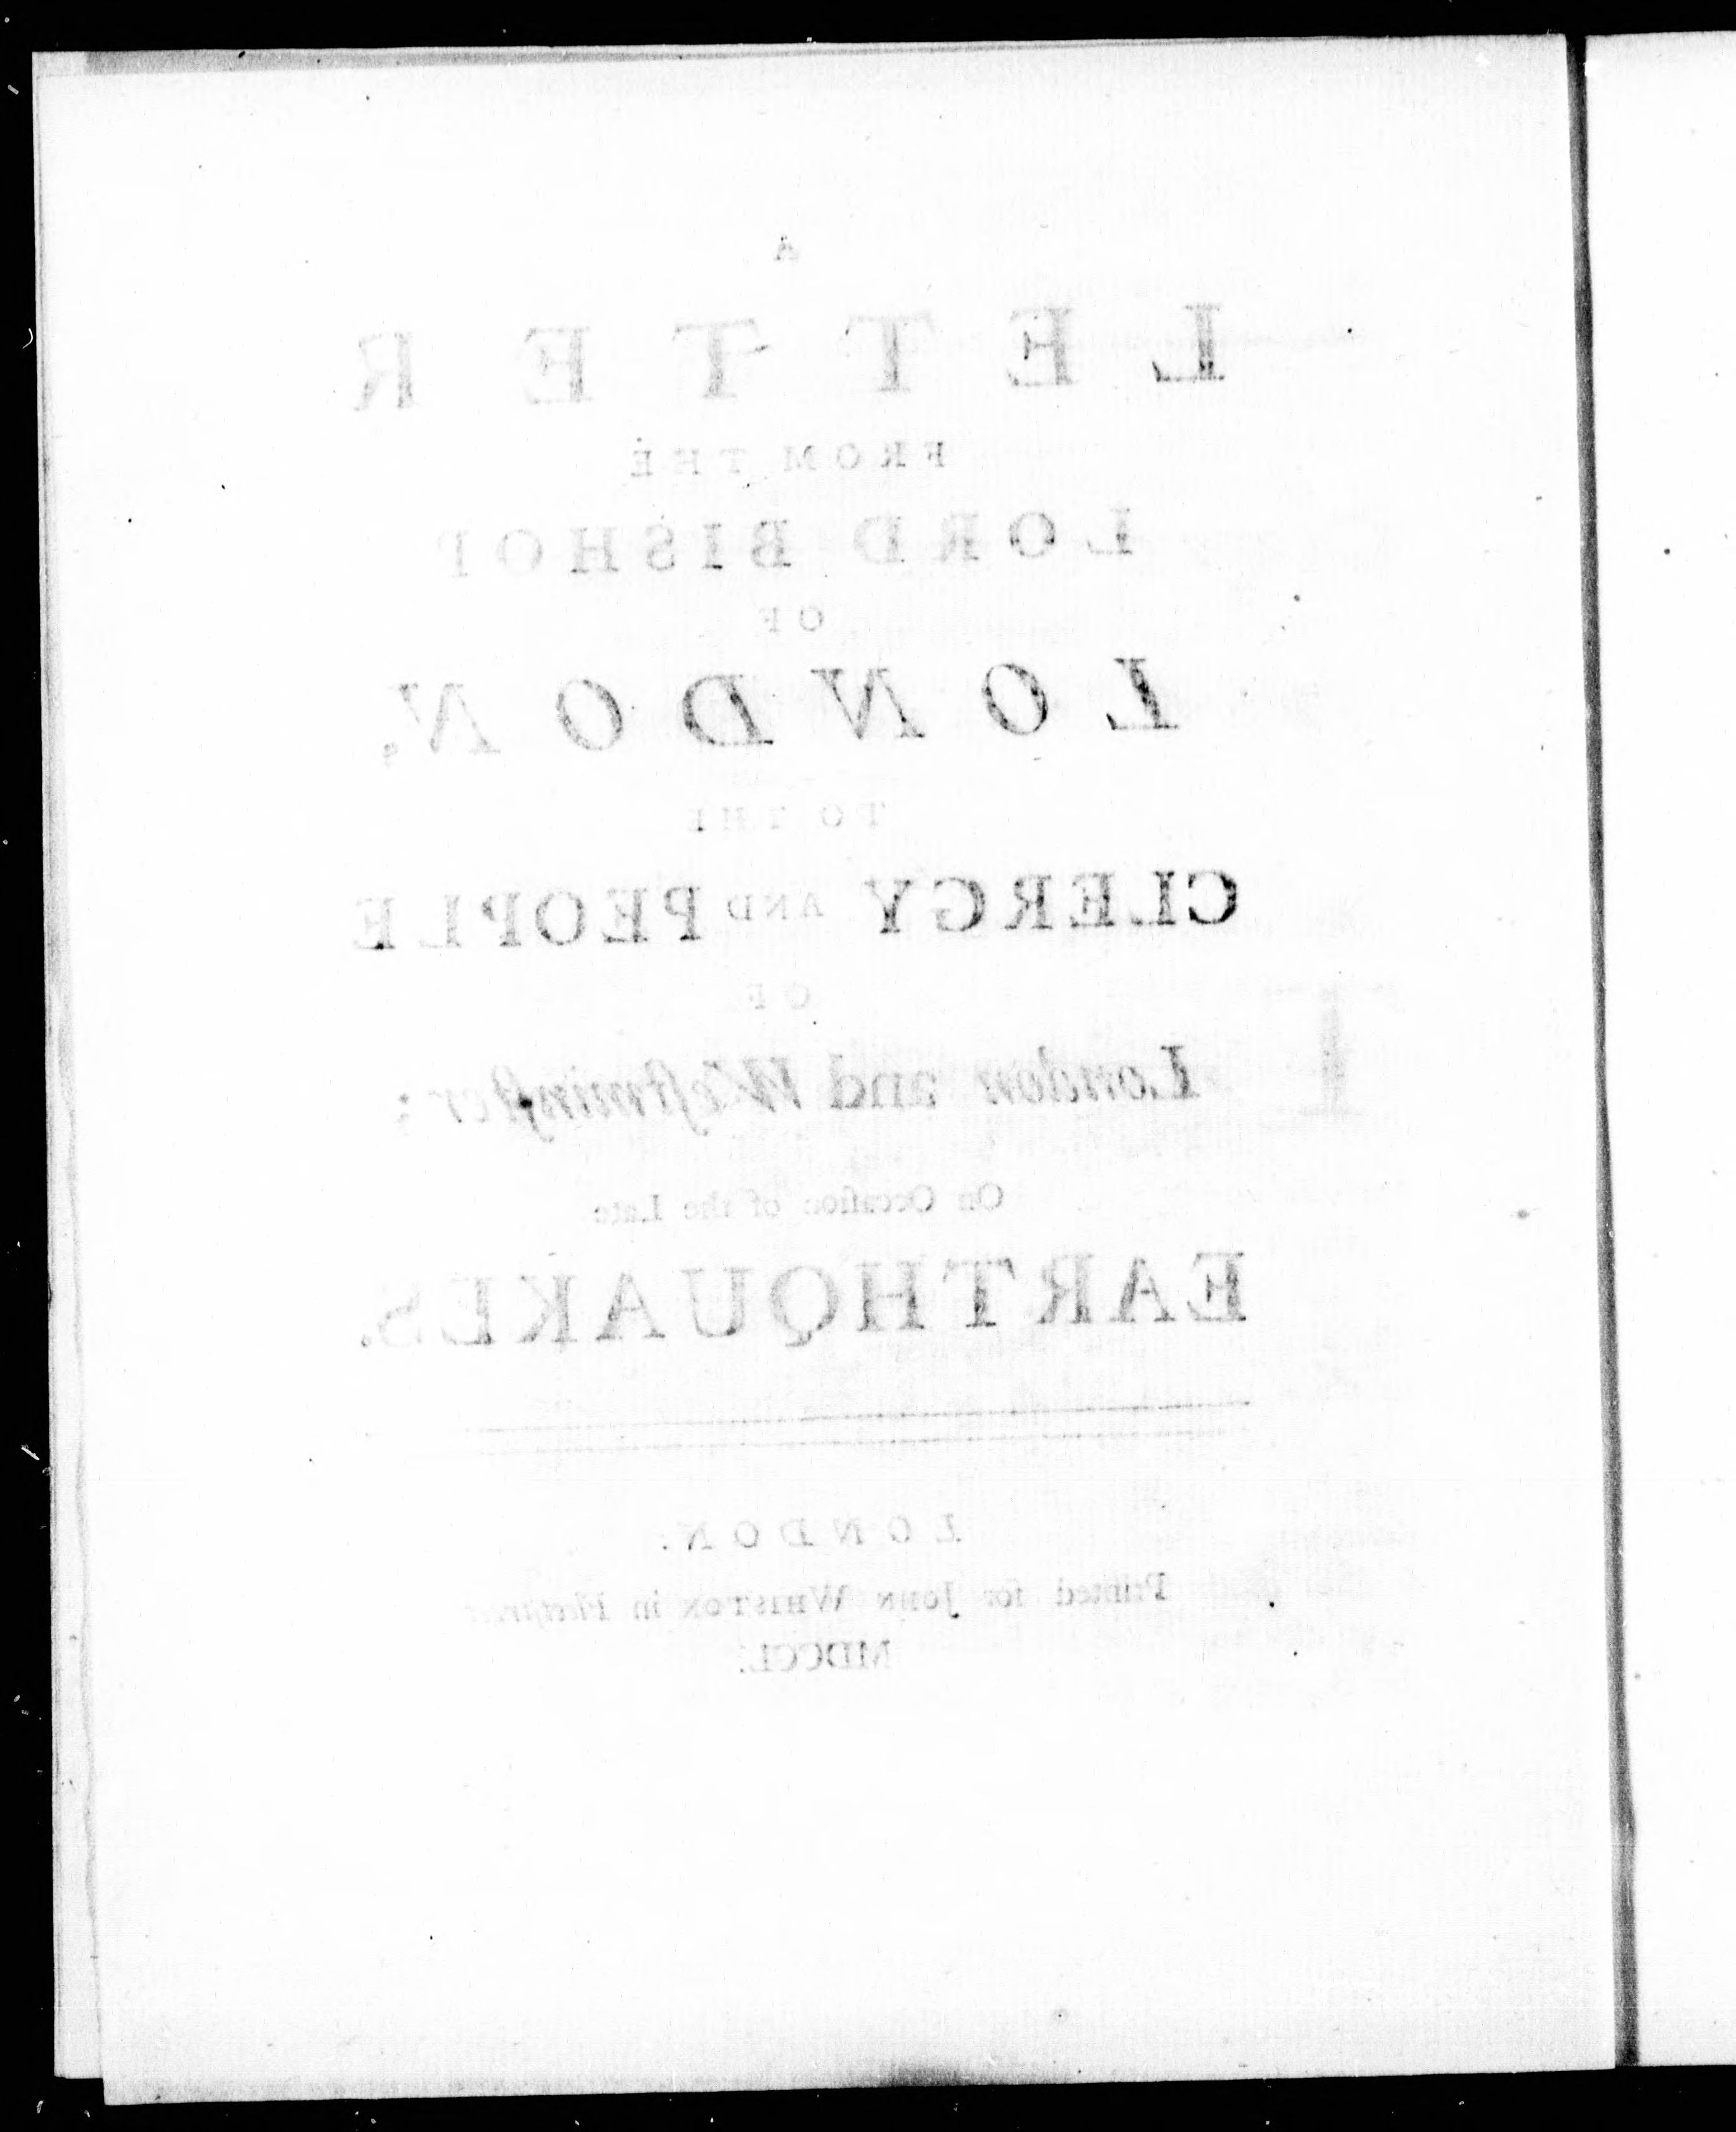 A
LETTER
FROM THE
LORD BISHOP
OF
LONDON,
TO THE
CLERGY AND PEOPLE
OF
London and Weſtminſter;
On Occaſion of the Late
EARTHQUAKES.
LONDON:
Printed for JOHN WHISTON in Fleetſtreet
MDCCL.